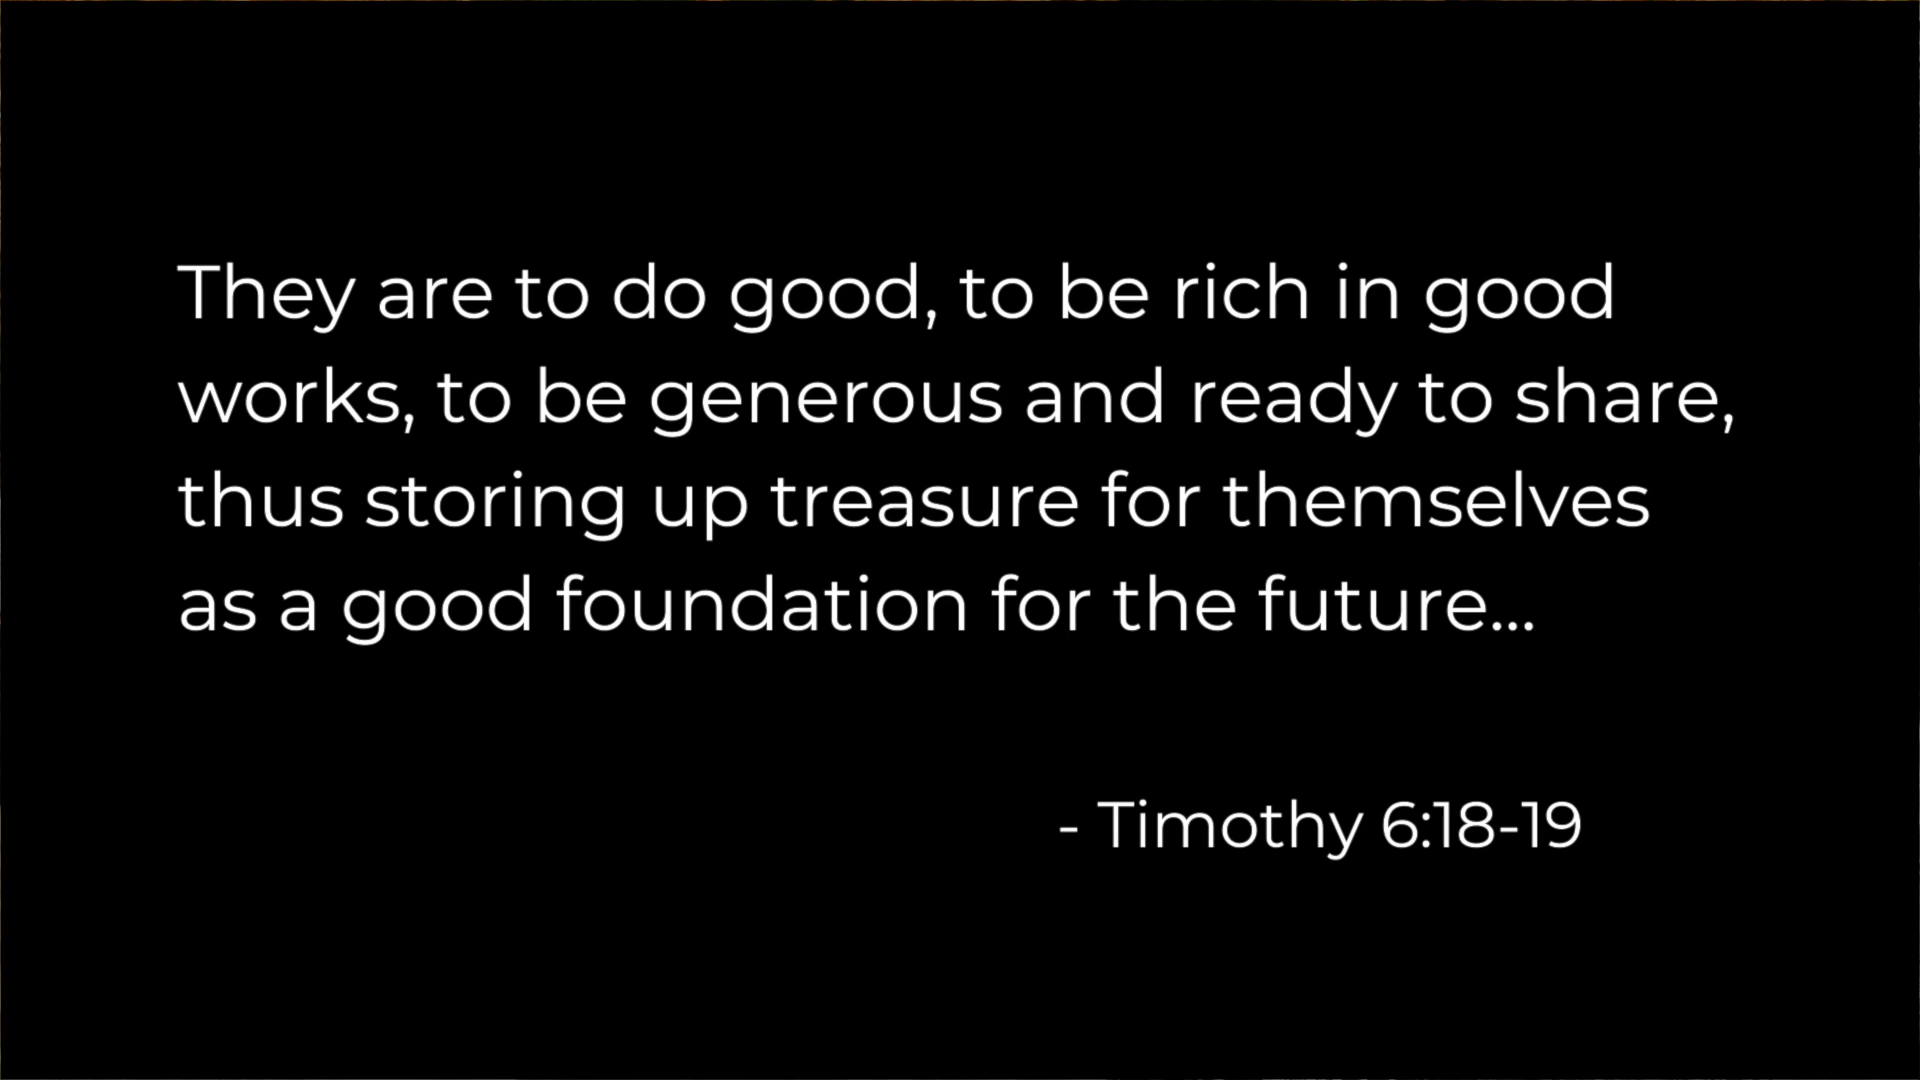 They are to do good, to be rich in good
works, to be generous and ready to share,
thus storing up treasure for themselves
as a good foundation for the future...
- Timothy 6:18-19